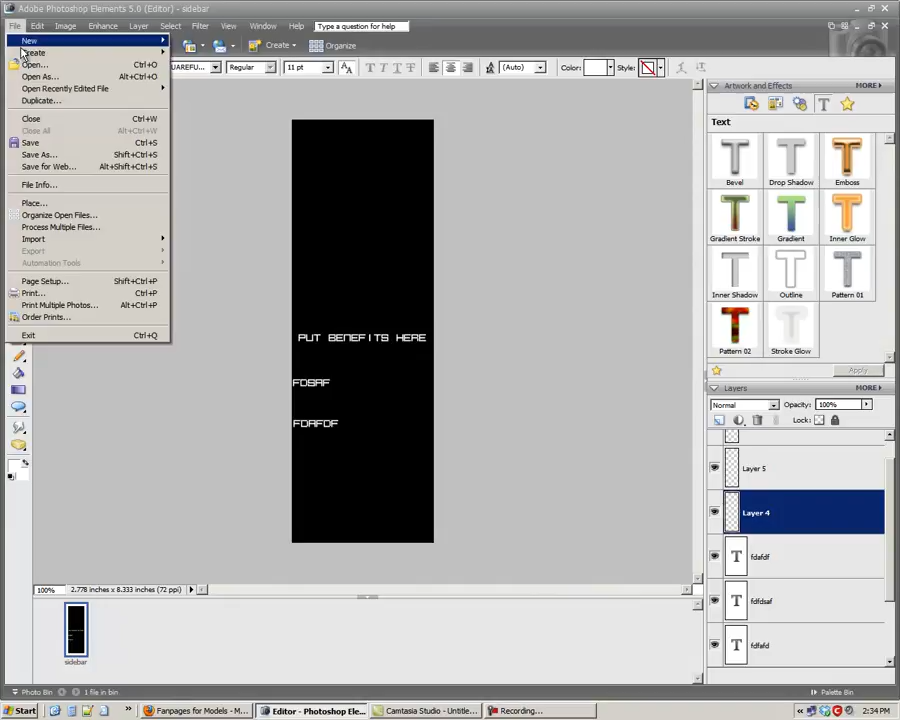 Adobe Photoshop Elements 5.0 (Editor) - sidebar
File Edit Image Enhance Layer Select Filter View Window Help Type a question for help
Create Organize
Regular 11 pt T T T T (Auto) Color: Style:
New
Create
Open... Ctrl+O
Open As... Alt+Ctrl+O
Open Recently Edited File
Duplicate...
Close Ctrl+W
Close All Alt+Ctrl+W
Save Ctrl+S
Save As... Shift+Ctrl+S
Save for Web... Alt+Shift+Ctrl+S
File Info...
Place...
Organize Open Files...
Process Multiple Files...
Import
Export
Automation Tools
Page Setup... Shift+Ctrl+P
Print... Ctrl+P
Print Multiple Photos... Alt+Ctrl+P
Order Prints...
Exit Ctrl+Q
PUT BENEFITS HERE
FDSAF
FDAFDF
100% 2.778 inches x 8.333 inches (72 ppi)
sidebar
Photo Bin 1 file in bin
Artwork and Effects MORE
Text
Bevel Drop Shadow Emboss
Gradient Stroke Gradient Inner Glow
Inner Shadow Outline Pattern 01
Pattern 02 Stroke Glow
Apply
Layers MORE
Normal Opacity: 100%
Lock:
Layer 5
Layer 4
fdafdf
fdfdsaf
fdfafd
Palette Bin
Start Fanpages for Models - M... Editor - Photoshop Ele... Camtasia Studio - Untitle... Recording... 2:34 PM